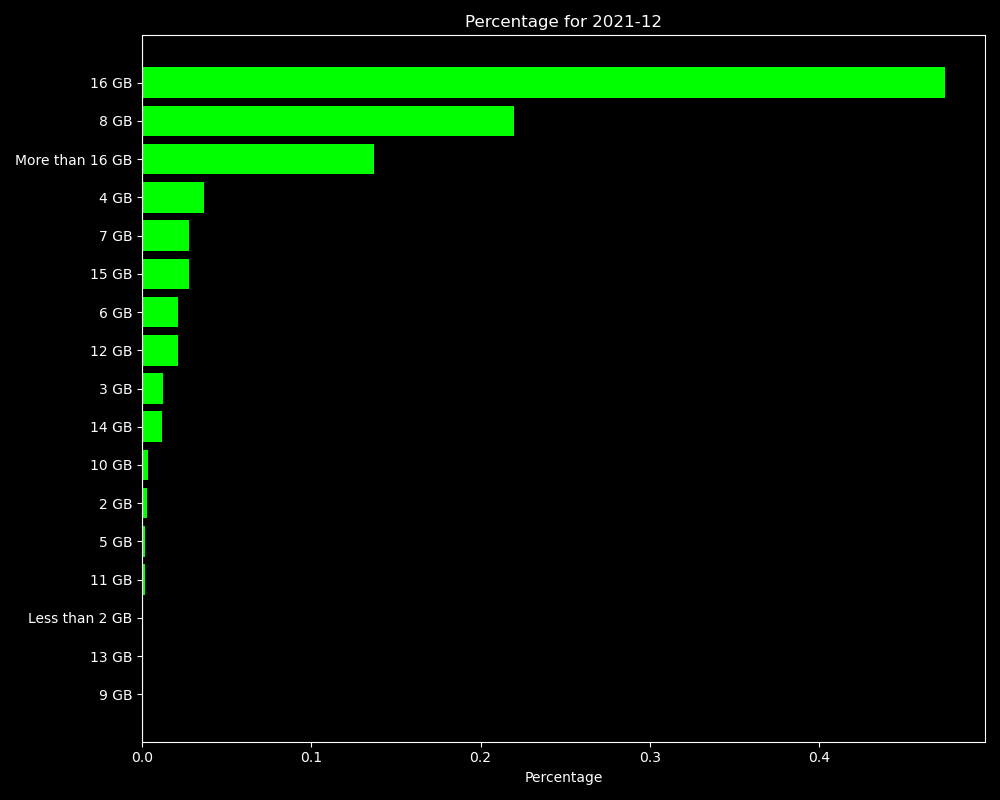 Percentage for 2021-12
16 GB
8 GB
More than 16 GB
4 GB
7 GB
15 GB
6 GB
12 GB
3 GB
14 GB
10 GB
2 GB
5 GB
11 GB
Less than 2 GB
13 GB
9 GB
0.0 0.1 0.2 0.3 0.4
Percentage